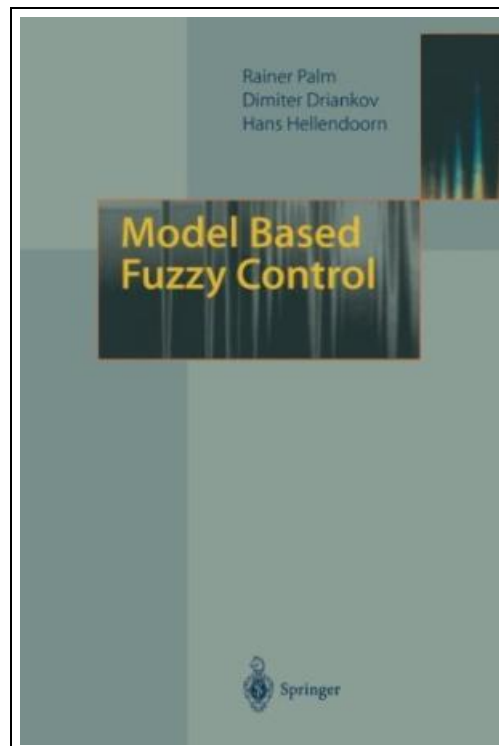 Rainer Palm
Dimiter Driankov
Hans Hellendoorn
Model Based
Fuzzy Control
Springer